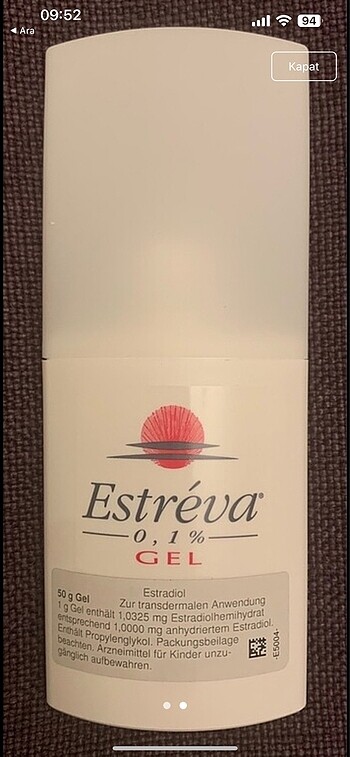 09:52
94
◀ Ara
Kapat
Estréva®
0,1%
GEL
Estradiol
50 g Gel Zur transdermalen Anwendung
1 g Gel enthält 1,0325 mg Estradiolhemihydrat
entsprechend 1,0000 mg anhydriertem Estradiol.
Enthält Propylenglykol. Packungsbeilage
beachten. Arzneimittel für Kinder unzu-
gänglich aufbewahren.
-E5004-